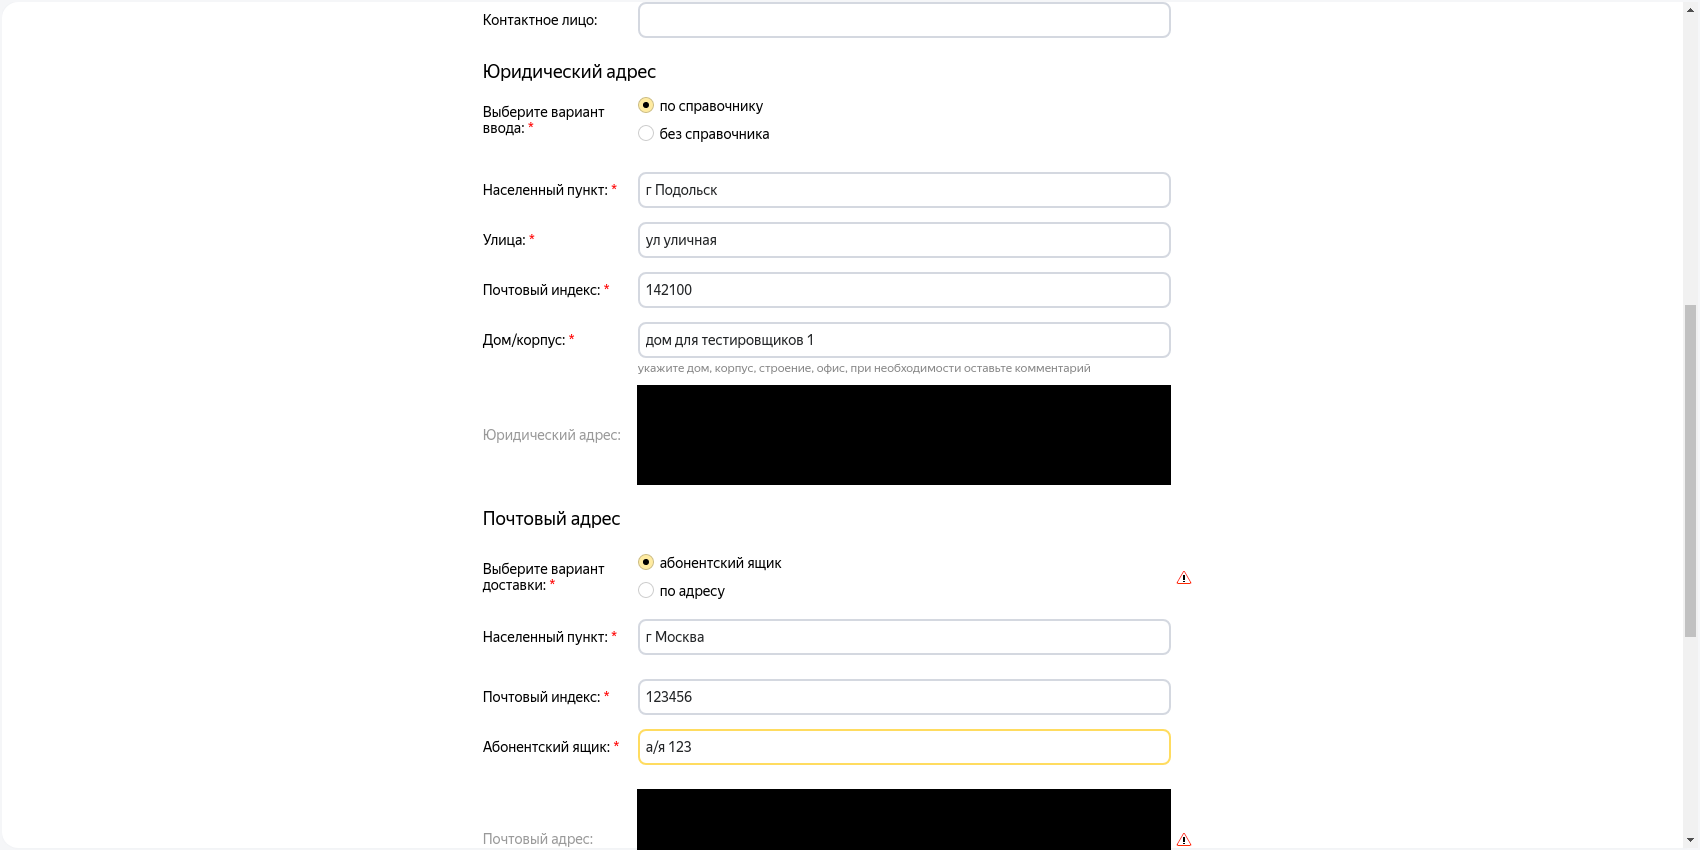 Контактное лицо:
Юридический адрес
Выберите вариант ввода: *
по справочнику
без справочника
Населенный пункт: * г Подольск
Улица: * ул уличная
Почтовый индекс: * 142100
Дом/корпус: * дом для тестировщиков 1
укажите дом, корпус, строение, офис, при необходимости оставьте комментарий
Юридический адрес:
Почтовый адрес
Выберите вариант доставки: *
абонентский ящик
по адресу
Населенный пункт: * г Москва
Почтовый индекс: * 123456
Абонентский ящик: * а/я 123
Почтовый адрес: